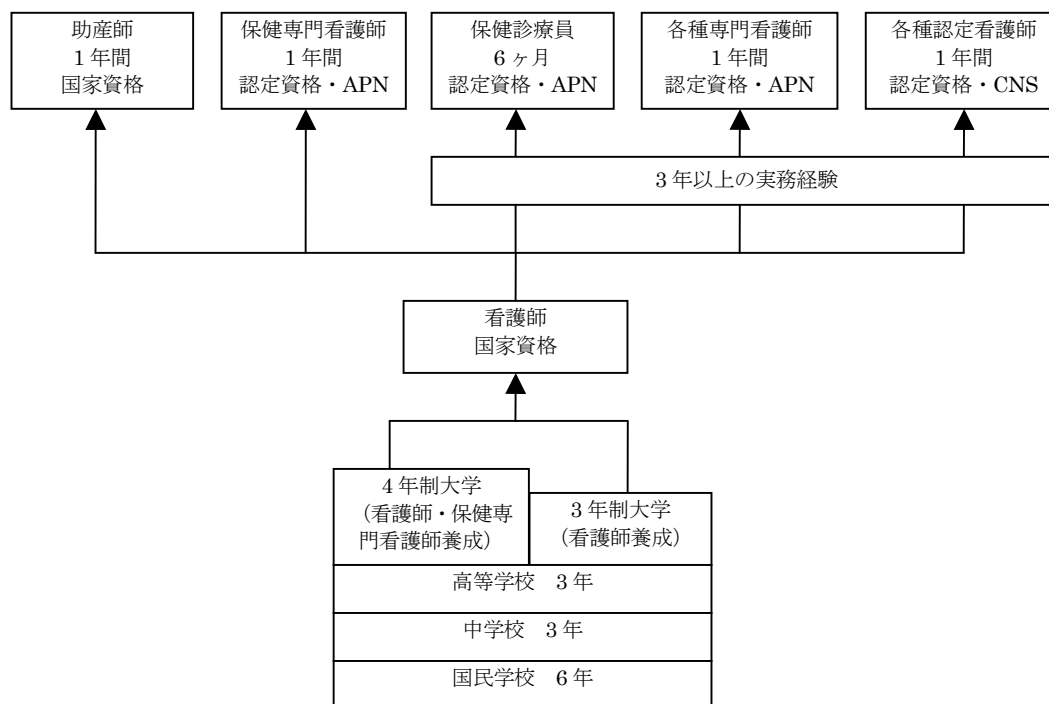 助産師
1年間
国家資格
保健専門看護師
1年間
認定資格・APN
保健診療員
6ヶ月
認定資格・APN
各種専門看護師
1年間
認定資格・APN
各種認定看護師
1年間
認定資格・CNS
3年以上の実務経験
看護師
国家資格
4年制大学
（看護師・保健専
門看護師養成）
3年制大学
（看護師養成）
高等学校　3年
中学校　3年
国民学校　6年